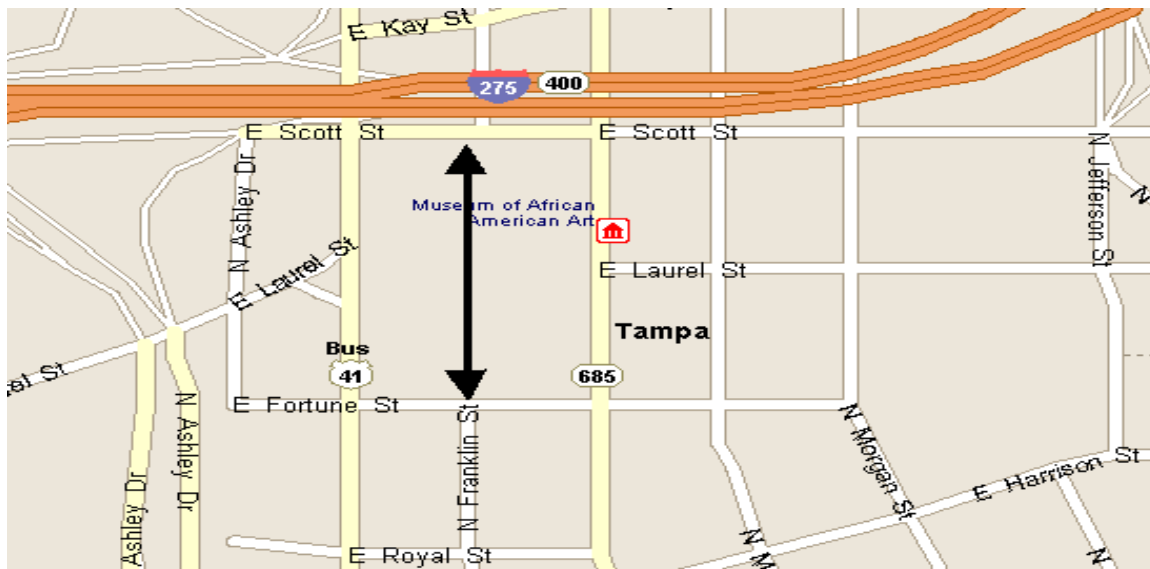 E Kay St
275
400
E Scott St
E Scott St
N Ashley Dr
N Jefferson St
N
Museum of African
American Art
E Laurel St
E Laurel St
Tampa
Bus
41
685
E Fortune St
N Ashley Dr
Ashley Dr
N Franklin St
N Morgan St
E Harrison St
E Royal St
N